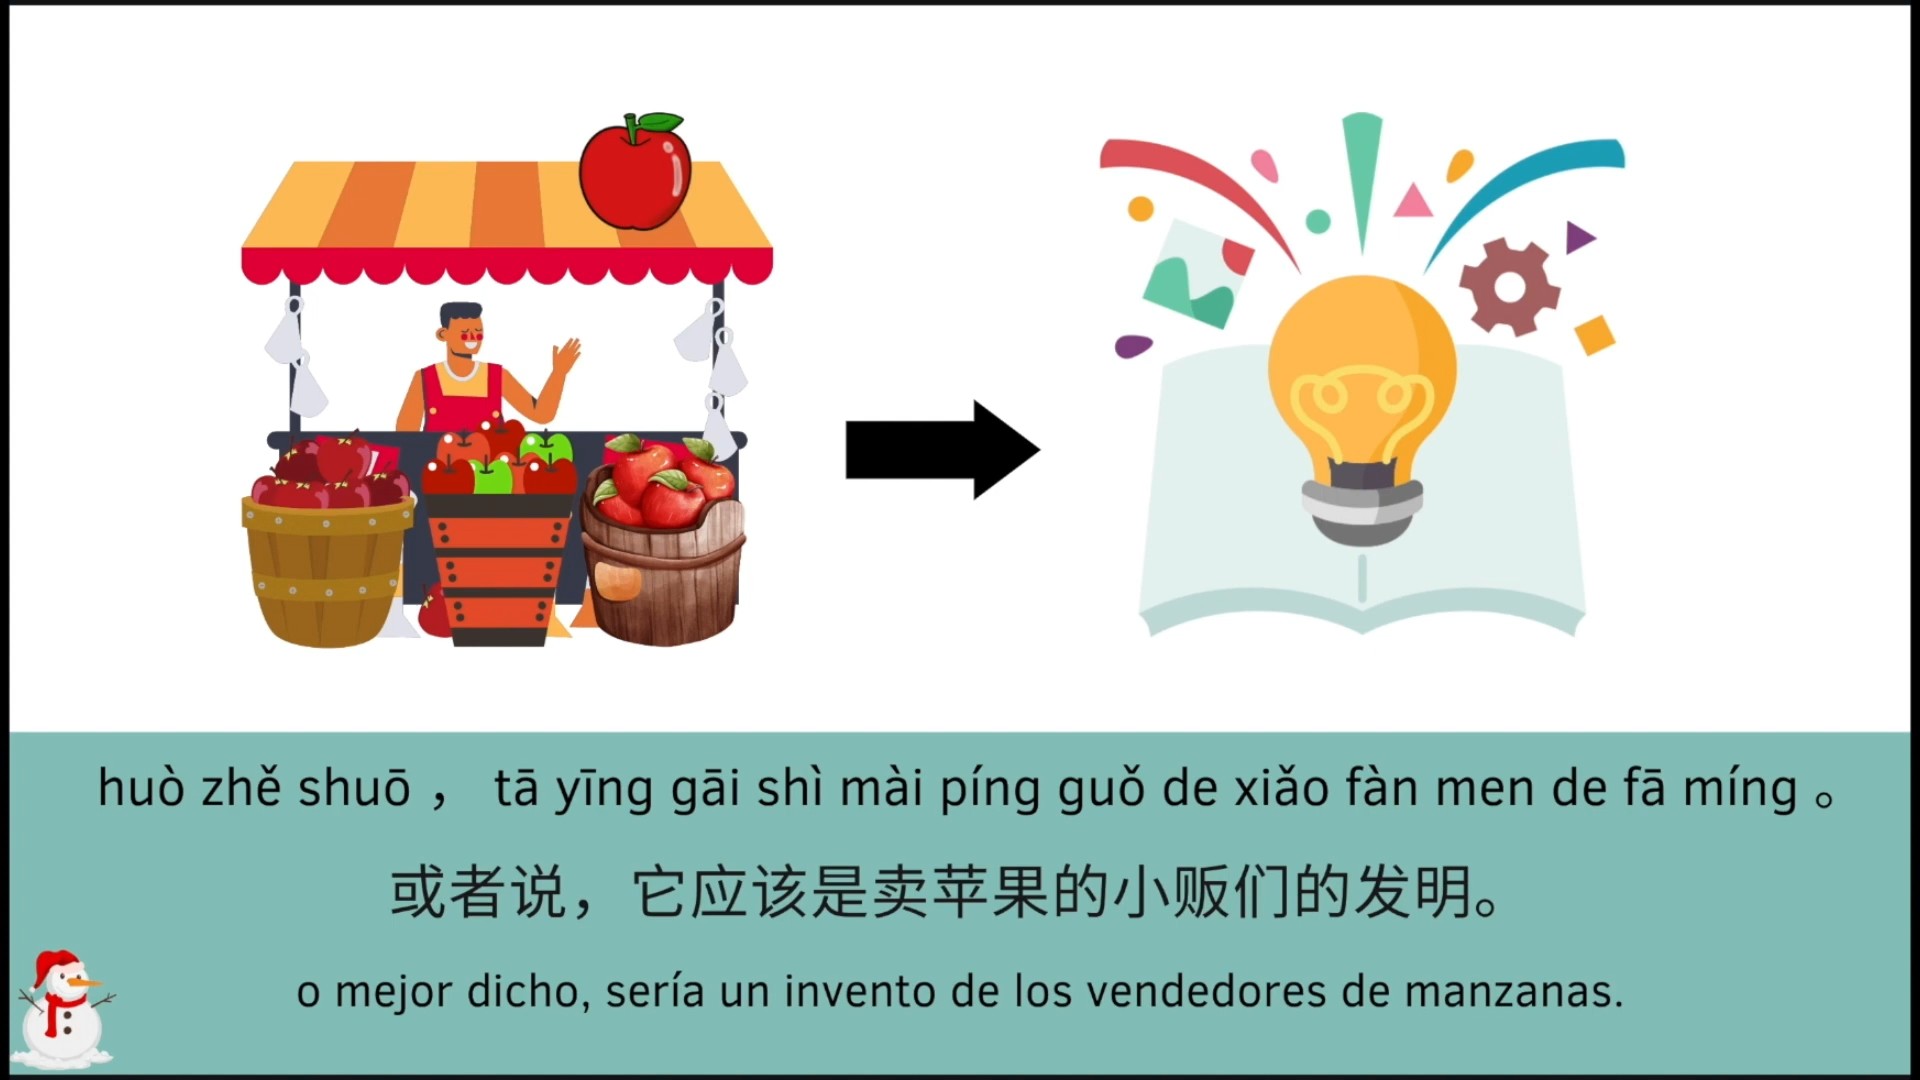 huò zhě shuō ， tā yīng gāi shì mài píng guǒ de xiǎo fàn men de fā míng 。
或者说，它应该是卖苹果的小贩们的发明。
o mejor dicho, sería un invento de los vendedores de manzanas.